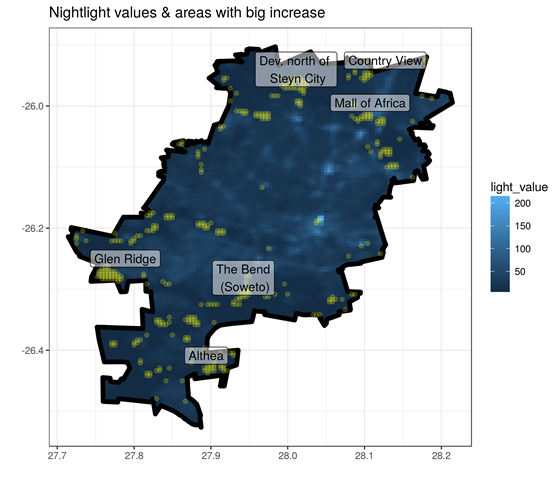 Nightlight values & areas with big increase
Dev. north of
Steyn City
Country View
Mall of Africa
Glen Ridge
The Bend
(Soweto)
Althea
-26.0
-26.2
-26.4
27.7
27.8
27.9
28.0
28.1
28.2
light_value
200
150
100
50